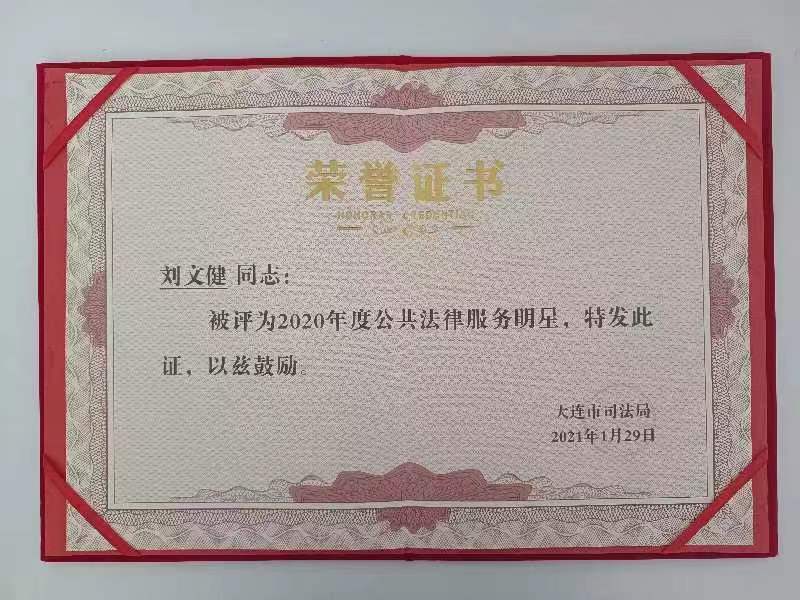 荣誉证书
HONORARY CREDENTIAL
刘文健 同志：
被评为2020年度公共法律服务明星，特发此
证，以兹鼓励。
大连市司法局
2021年1月29日